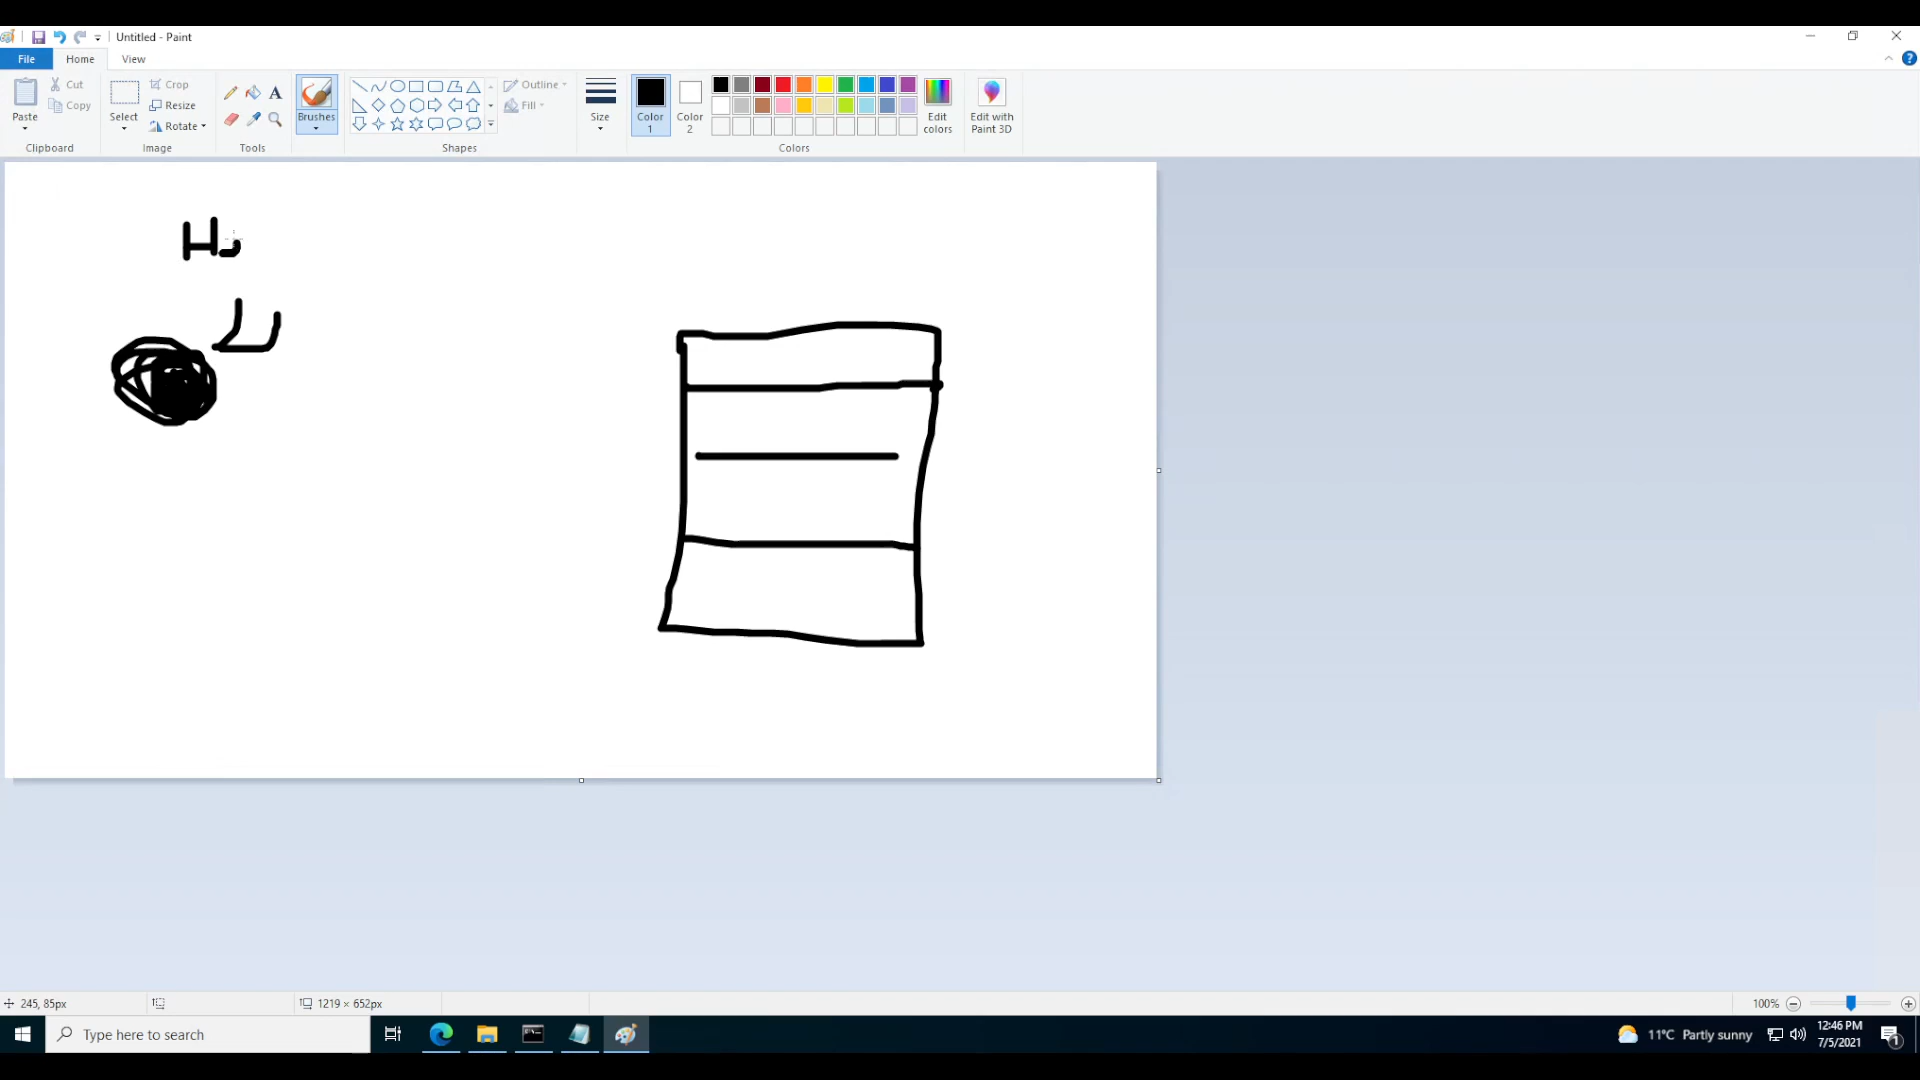 Untitled - Paint
File Home View
Paste Cut Copy Clipboard
Select Crop Resize Rotate Image
Tools
Brushes
Shapes
Outline Fill
Size
Color 1 Color 2 Colors Edit colors
Edit with Paint 3D
H
245, 85px 1219 × 652px 100%
Type here to search
11°C Partly sunny 12:46 PM 7/5/2021 1